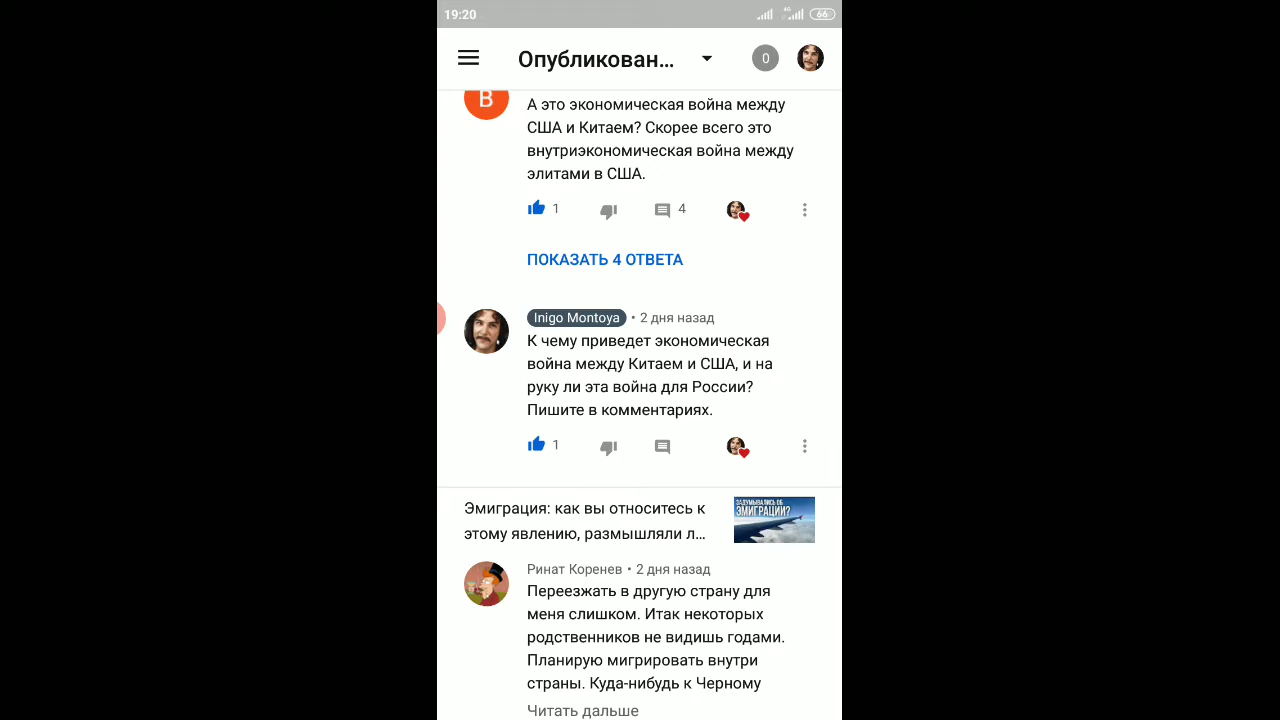 19:20
4G
66
Опубликован...
0
B
А это экономическая война между
США и Китаем? Скорее всего это
внутриэкономическая война между
элитами в США.
1
4
ПОКАЗАТЬ 4 ОТВЕТА
Inigo Montoya • 2 дня назад
К чему приведет экономическая
война между Китаем и США, и на
руку ли эта война для России?
Пишите в комментариях.
1
Эмиграция: как вы относитесь к
этому явлению, размышляли л...
ЗАДУМЫВАЛИСЬ ОБ
ЭМИГРАЦИИ?
Ринат Коренев • 2 дня назад
Переезжать в другую страну для
меня слишком. Итак некоторых
родственников не видишь годами.
Планирую мигрировать внутри
страны. Куда-нибудь к Черному
Читать дальше